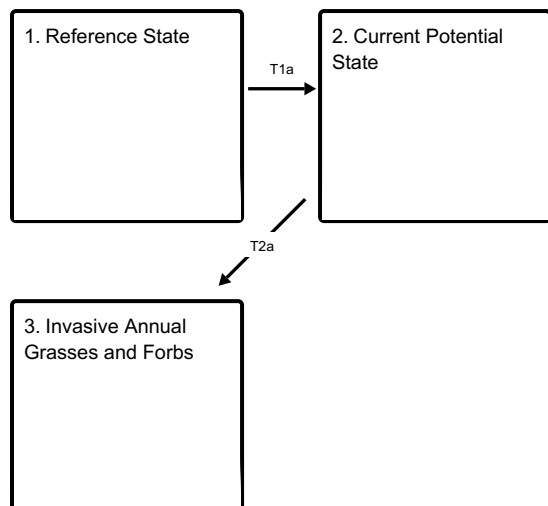 1. Reference State
T1a
2. Current Potential
State
T2a
3. Invasive Annual
Grasses and Forbs